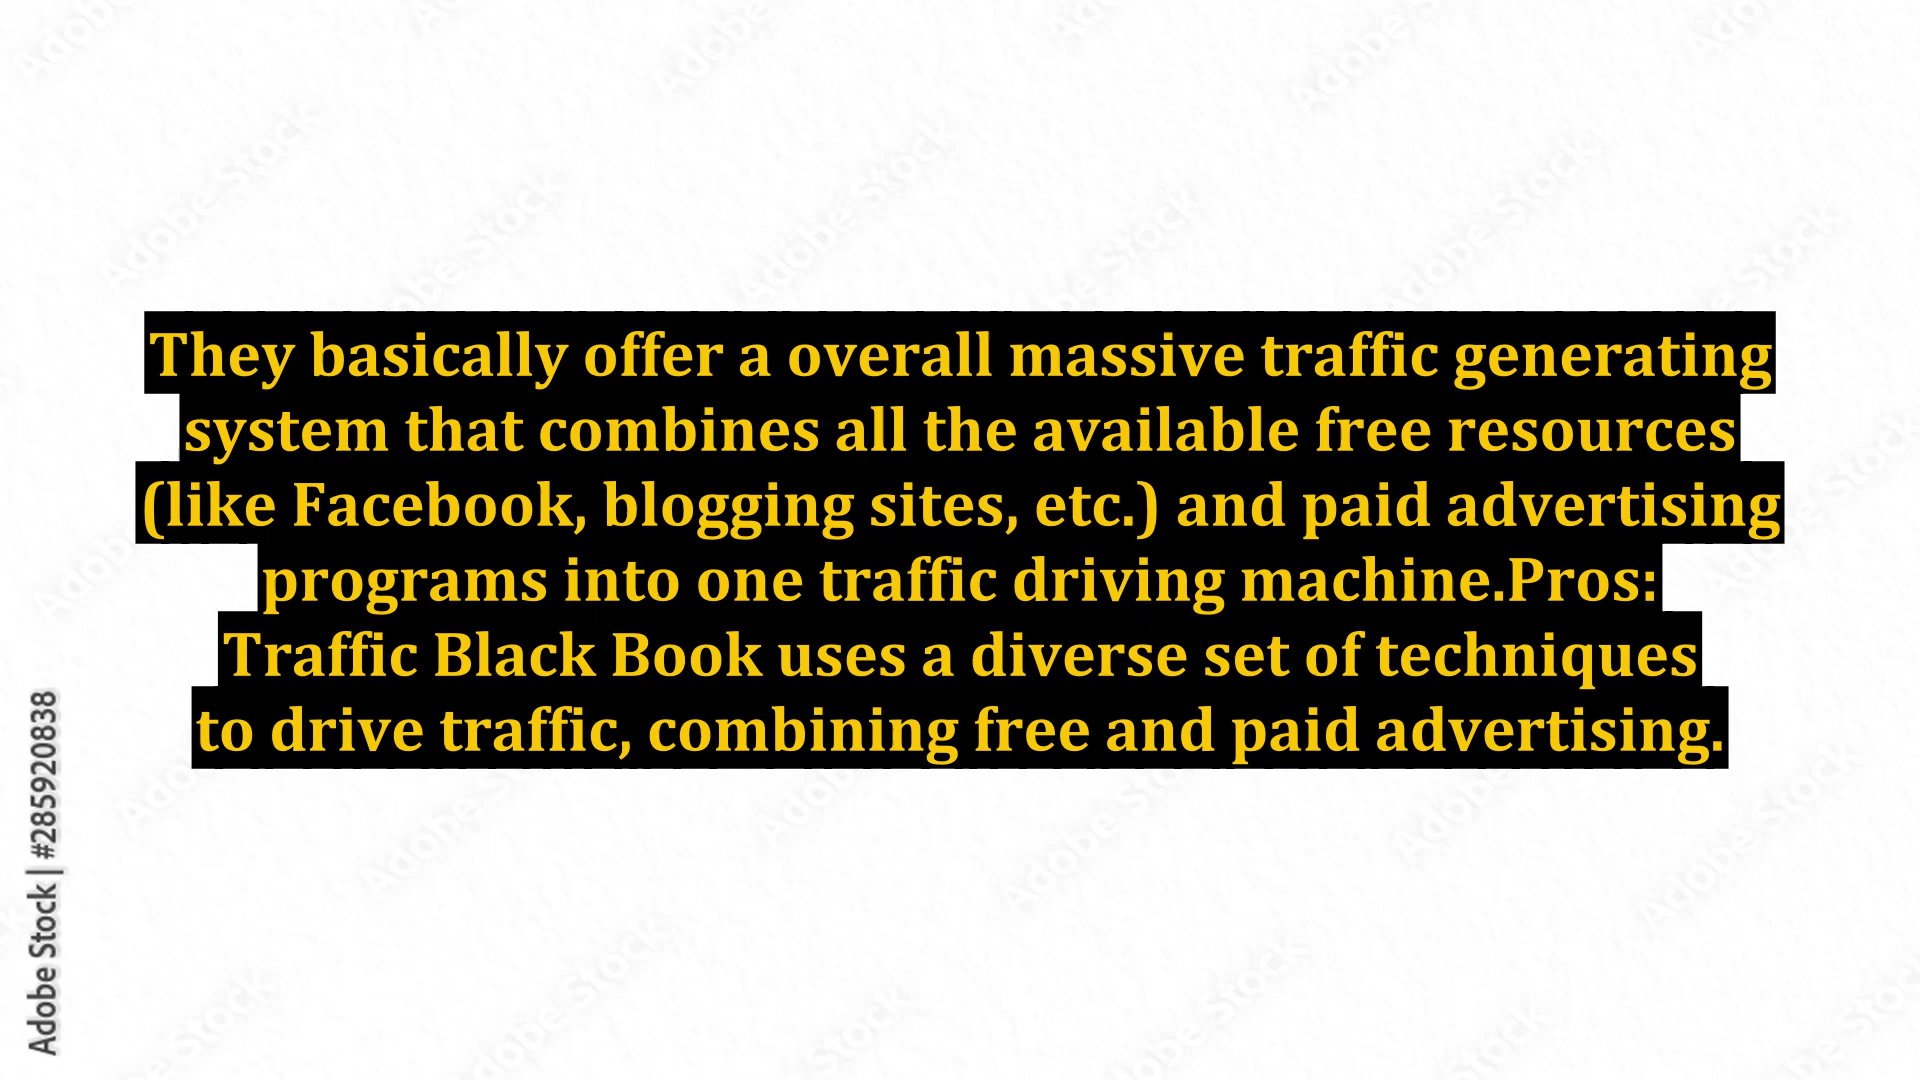 They basically offer a overall massive traffic generating
system that combines all the available free resources
(like Facebook, blogging sites, etc.) and paid advertising
programs into one traffic driving machine.Pros:
Traffic Black Book uses a diverse set of techniques
to drive traffic, combining free and paid advertising.
Adobe Stock | #285920838